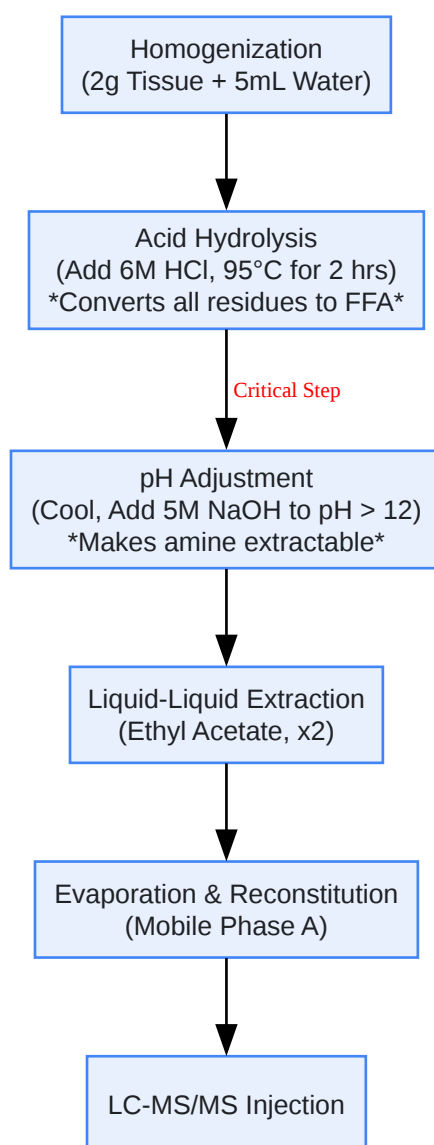 Homogenization
(2g Tissue + 5mL Water)
Acid Hydrolysis
(Add 6M HCl, 95°C for 2 hrs)
*Converts all residues to FFA*
Critical Step
pH Adjustment
(Cool, Add 5M NaOH to pH > 12)
*Makes amine extractable*
Liquid-Liquid Extraction
(Ethyl Acetate, x2)
Evaporation & Reconstitution
(Mobile Phase A)
LC-MS/MS Injection